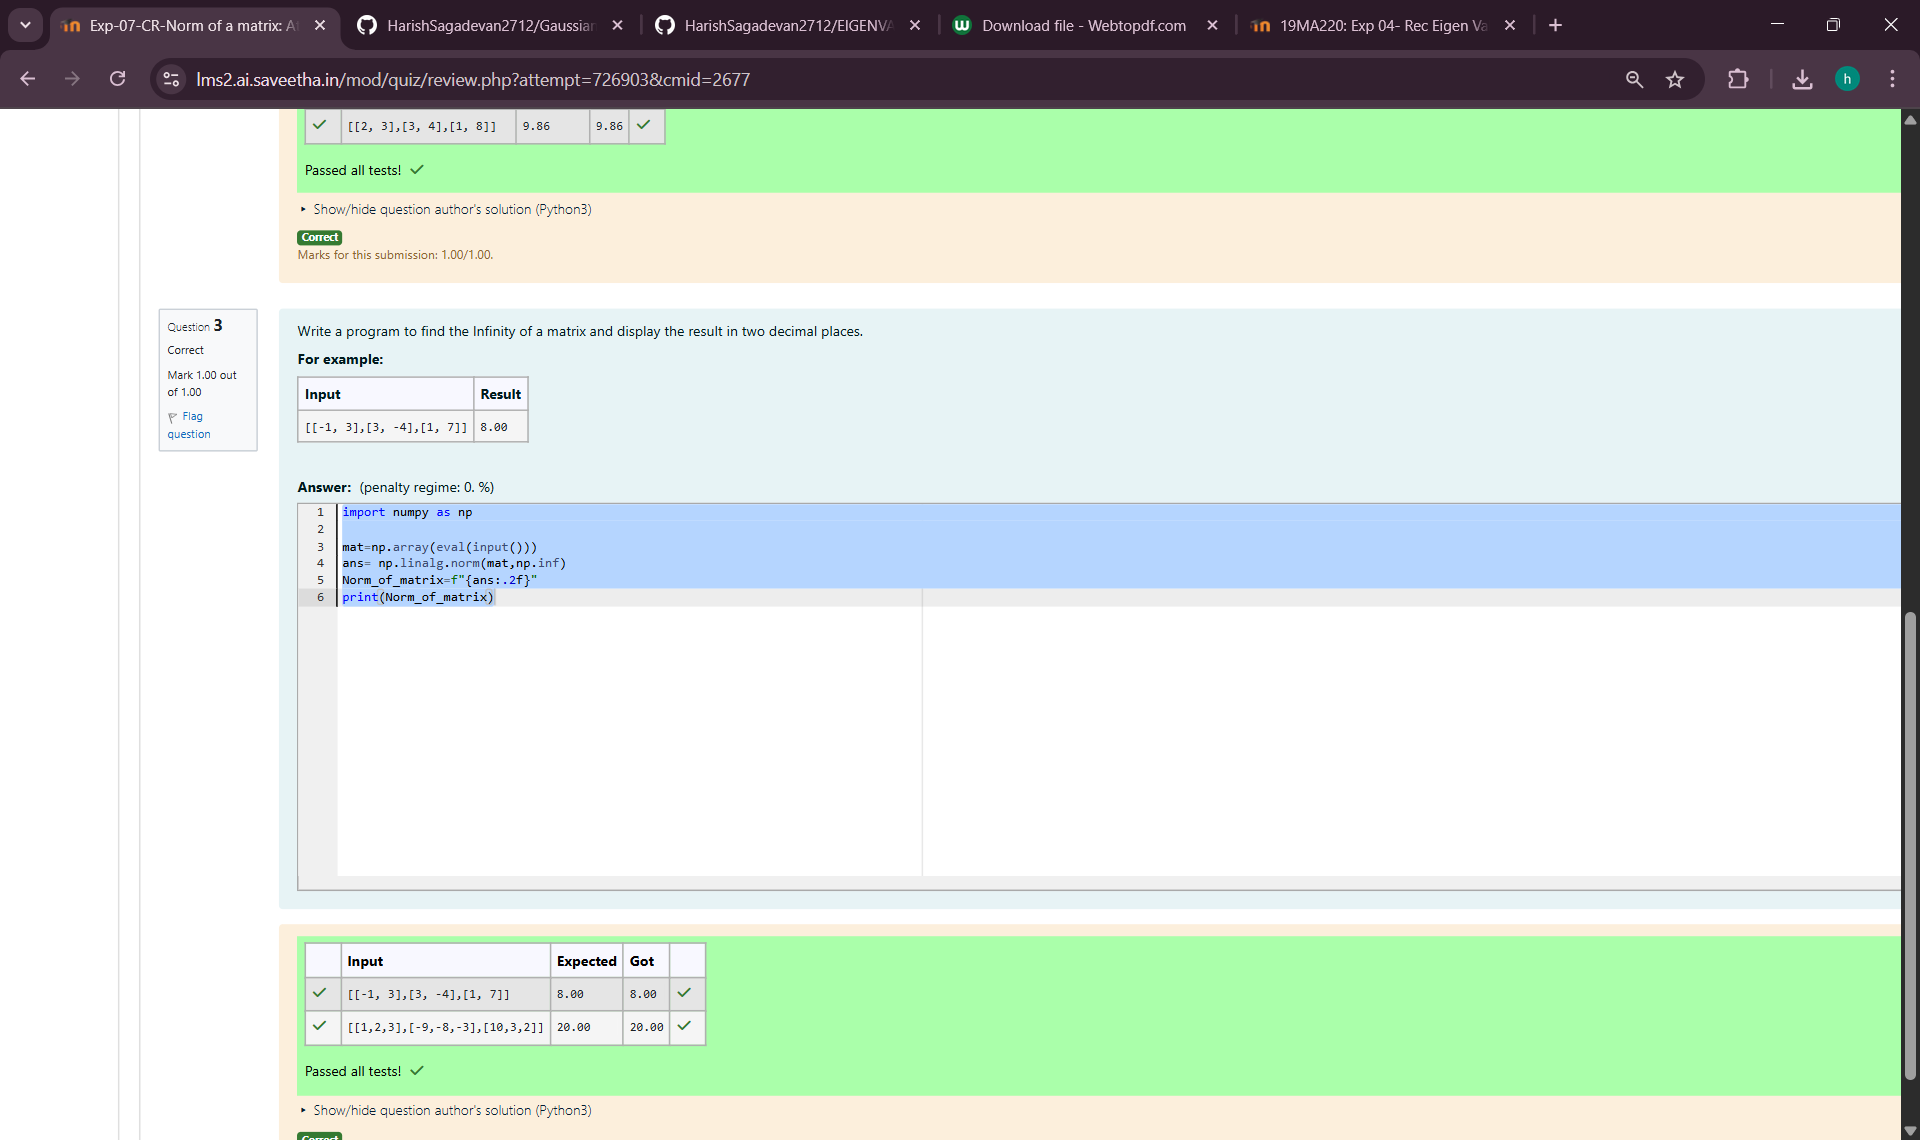 Exp-07-CR-Norm of a matrix: A
HarishSagadevan2712/Gaussian
HarishSagadevan2712/EIGENVA
Download file - Webtopdf.com
19MA220: Exp 04- Rec Eigen Va
lms2.ai.saveetha.in/mod/quiz/review.php?attempt=726903&cmid=2677
h
[[2, 3],[3, 4],[1, 8]] 9.86 9.86
Passed all tests!
Show/hide question author's solution (Python3)
Correct
Marks for this submission: 1.00/1.00.
Question 3
Correct
Mark 1.00 out
of 1.00
Flag
question
Write a program to find the Infinity of a matrix and display the result in two decimal places.
For example:
Input Result
[[-1, 3],[3, -4],[1, 7]] 8.00
Answer: (penalty regime: 0. %)
1 import numpy as np
2
3 mat=np.array(eval(input()))
4 ans= np.linalg.norm(mat,np.inf)
5 Norm_of_matrix=f"{ans:.2f}"
6 print(Norm_of_matrix)
Input Expected Got
[[-1, 3],[3, -4],[1, 7]] 8.00 8.00
[[1,2,3],[-9,-8,-3],[10,3,2]] 20.00 20.00
Passed all tests!
Show/hide question author's solution (Python3)
Correct